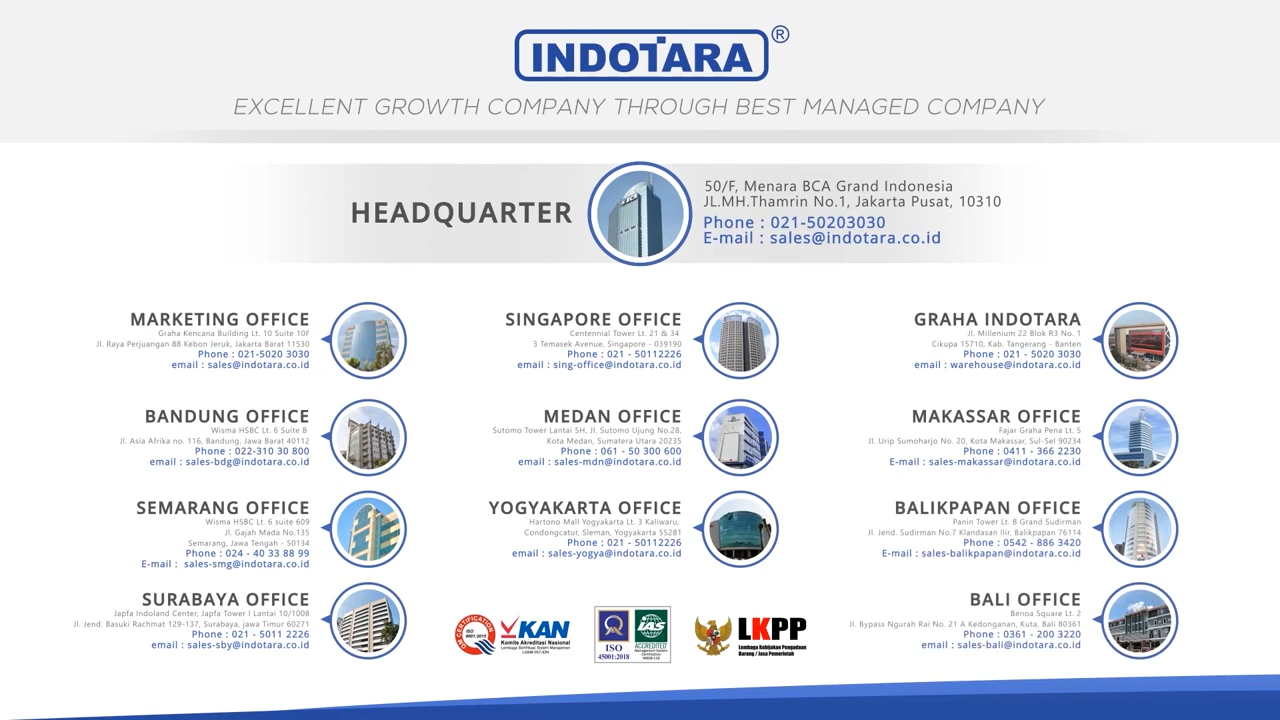 INDOTARA ®
EXCELLENT GROWTH COMPANY THROUGH BEST MANAGED COMPANY
HEADQUARTER
50/F, Menara BCA Grand Indonesia
JL.MH.Thamrin No.1, Jakarta Pusat, 10310
Phone : 021-50203030
E-mail : sales@indotara.co.id
MARKETING OFFICE
Graha Kencana Building Lt. 10 Suite 10F
Jl. Raya Perjuangan 88 Kebon Jeruk, Jakarta Barat 11530
Phone : 021-5020 3030
email : sales@indotara.co.id
SINGAPORE OFFICE
Centennial Tower Lt. 21 & 34
3 Temasek Avenue, Singapore - 039190
Phone : 021 - 50112226
email : sing-office@indotara.co.id
GRAHA INDOTARA
Jl. Millenium 22 Blok R3 No. 1
Cikupa 15710, Kab. Tangerang - Banten
Phone : 021 - 5020 3030
email : warehouse@indotara.co.id
BANDUNG OFFICE
Wisma HSBC Lt. 6 Suite B
Jl. Asia Afrika no. 116, Bandung, Jawa Barat 40112
Phone : 022-310 30 800
email : sales-bdg@indotara.co.id
MEDAN OFFICE
Sutomo Tower Lantai 5H, Jl. Sutomo Ujung No.28,
Kota Medan, Sumatera Utara 20235
Phone : 061 - 50 300 600
email : sales-mdn@indotara.co.id
MAKASSAR OFFICE
Fajar Graha Pena Lt. 5
Jl. Urip Sumoharjo No. 20, Kota Makassar, Sul-Sel 90234
Phone : 0411 - 366 2230
E-mail : sales-makassar@indotara.co.id
SEMARANG OFFICE
Wisma HSBC Lt. 6 suite 609
Jl. Gajah Mada No.135
Semarang, Jawa Tengah - 50134
Phone : 024 - 40 33 88 99
E-mail : sales-smg@indotara.co.id
YOGYAKARTA OFFICE
Hartono Mall Yogyakarta Lt. 3 Kaliwaru,
Condongcatur, Sleman, Yogyakarta 55281
Phone : 021 - 50112226
email : sales-yogya@indotara.co.id
BALIKPAPAN OFFICE
Panin Tower Lt. 8 Grand Sudirman
Jl. Jend. Sudirman No.7 Klandasan Ilir, Balikpapan 76114
Phone : 0542 - 886 3420
E-mail : sales-balikpapan@indotara.co.id
SURABAYA OFFICE
Japfa Indoland Center, Japfa Tower I Lantai 10/1008
Jl. Jend. Basuki Rachmat 129-137, Surabaya, jawa Timur 60271
Phone : 021 - 5011 2226
email : sales-sby@indotara.co.id
ISO
9001:2015
KAN
Komite Akreditasi Nasional
Lembaga Sertifikasi Sistem Manajemen
ISO
45001:2018
IAS
ACCREDITED
Management System
LKPP
Lembaga Kebijakan Pengadaan
Barang / Jasa Pemerintah
BALI OFFICE
Benoa Square Lt. 2
Jl. Bypass Ngurah Rai No. 21 A Kedonganan, Kuta, Bali 80361
Phone : 0361 - 200 3220
email : sales-bali@indotara.co.id